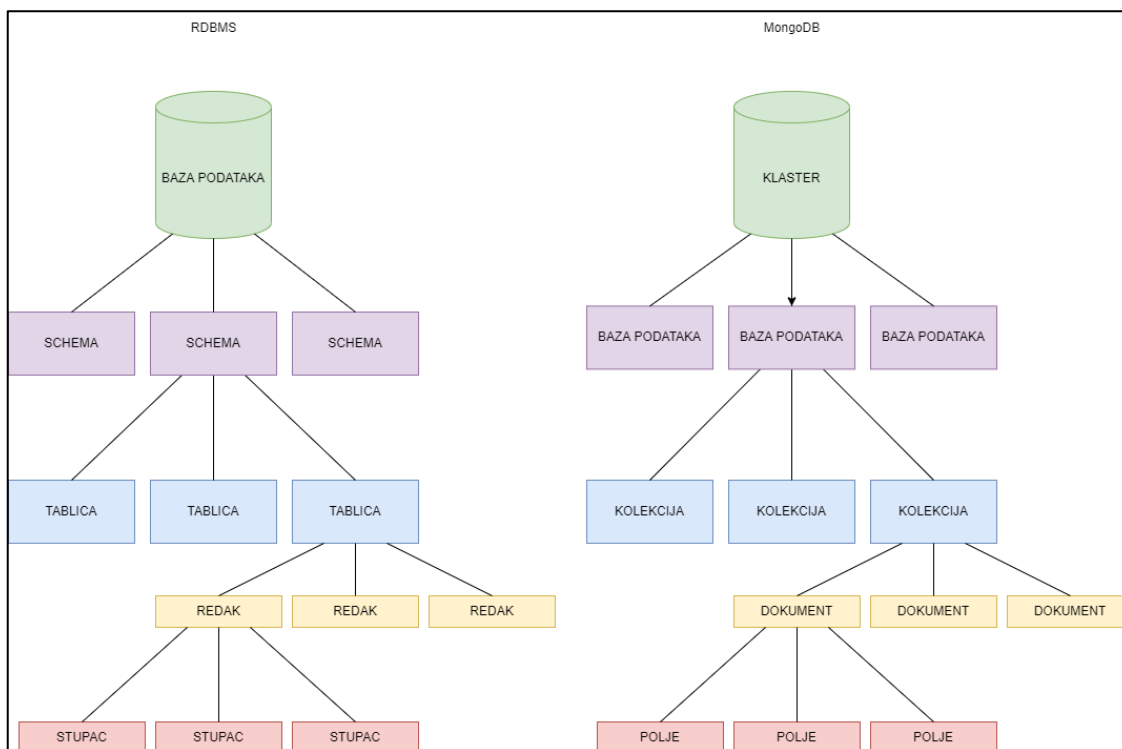 RDBMS
MongoDB
BAZA PODATAKA
KLASTER
SCHEMA
SCHEMA
SCHEMA
BAZA PODATAKA
BAZA PODATAKA
BAZA PODATAKA
TABLICA
TABLICA
TABLICA
KOLEKCIJA
KOLEKCIJA
KOLEKCIJA
REDAK
REDAK
REDAK
DOKUMENT
DOKUMENT
DOKUMENT
STUPAC
STUPAC
STUPAC
POLJE
POLJE
POLJE